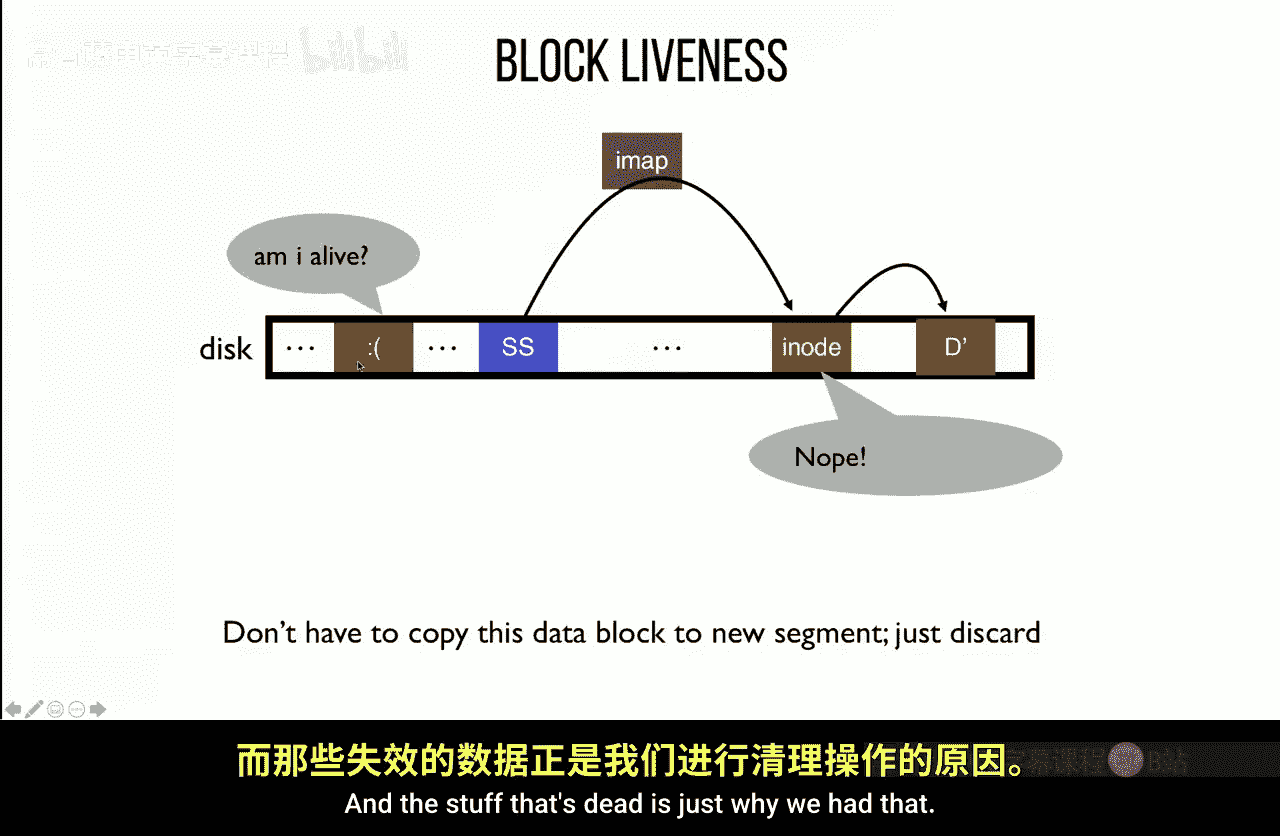 bilibili
BLOCK LIVENESS
imap
am i alive?
disk
...
:(
...
SS
...
inode
D’
Nope!
Don’t have to copy this data block to new segment; just discard
而那些失效的数据正是我们进行清理操作的原因。
And the stuff that's dead is just why we had that.